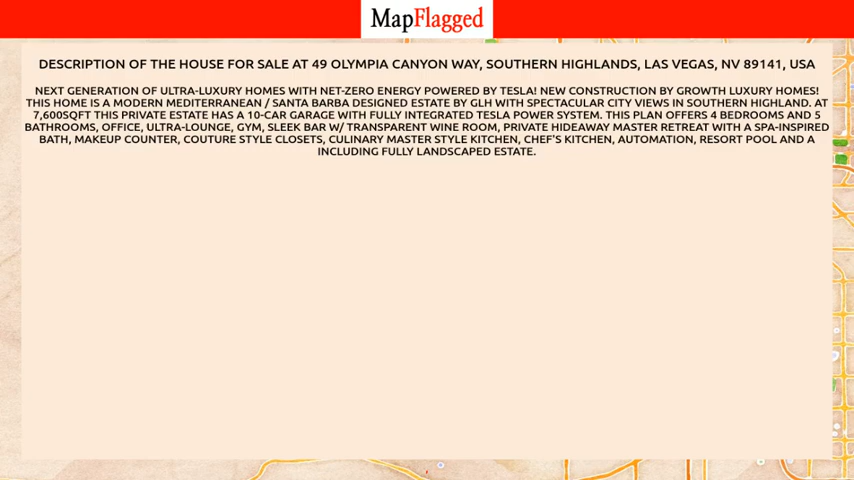 MapFlagged
DESCRIPTION OF THE HOUSE FOR SALE AT 49 OLYMPIA CANYON WAY, SOUTHERN HIGHLANDS, LAS VEGAS, NV 89141, USA
NEXT GENERATION OF ULTRA-LUXURY HOMES WITH NET-ZERO ENERGY POWERED BY TESLA! NEW CONSTRUCTION BY GROWTH LUXURY HOMES!
THIS HOME IS A MODERN MEDITERRANEAN / SANTA BARBA DESIGNED ESTATE BY GLH WITH SPECTACULAR CITY VIEWS IN SOUTHERN HIGHLAND. AT
7,600SQFT THIS PRIVATE ESTATE HAS A 10-CAR GARAGE WITH FULLY INTEGRATED TESLA POWER SYSTEM. THIS PLAN OFFERS 4 BEDROOMS AND 5
BATHROOMS, OFFICE, ULTRA-LOUNGE, GYM, SLEEK BAR W/ TRANSPARENT WINE ROOM, PRIVATE HIDEAWAY MASTER RETREAT WITH A SPA-INSPIRED
BATH, MAKEUP COUNTER, COUTURE STYLE CLOSETS, CULINARY MASTER STYLE KITCHEN, CHEF'S KITCHEN, AUTOMATION, RESORT POOL AND A
INCLUDING FULLY LANDSCAPED ESTATE.